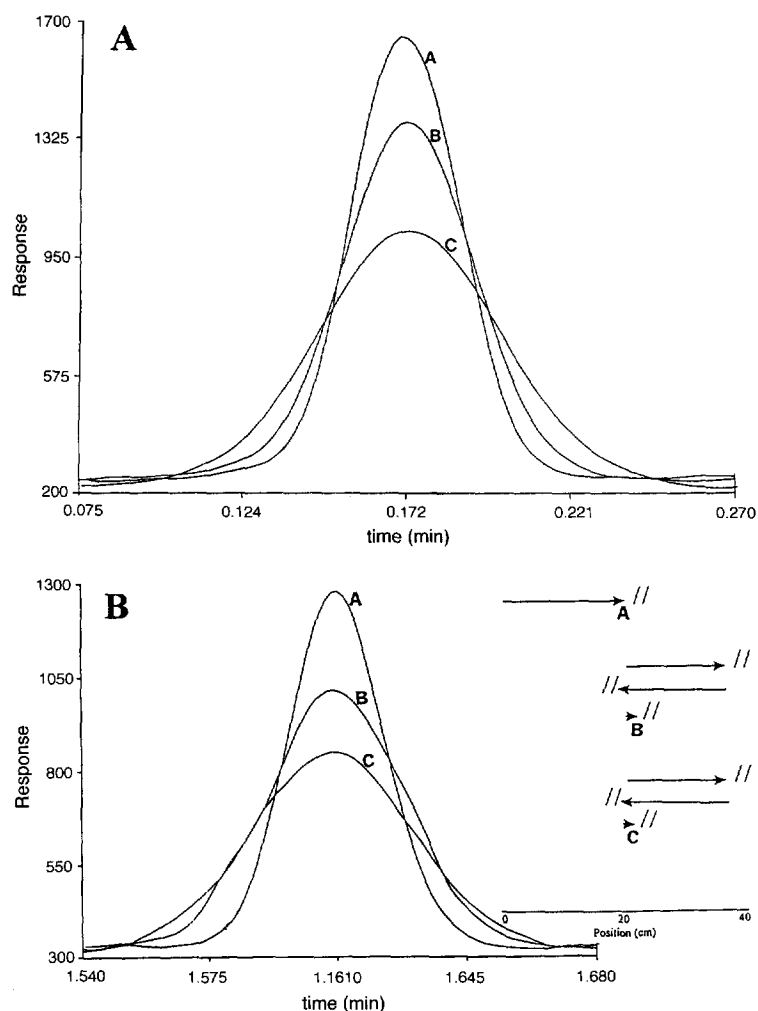 A
1700
1325
950
575
200
Response
A
B
C
0.075 0.124 0.172 0.221 0.270
time (min)
B
1300
1050
800
550
300
Response
A
B
C
1.540 1.575 1.1610 1.645 1.680
time (min)
A
B
C
0 20 40
Position (cm)